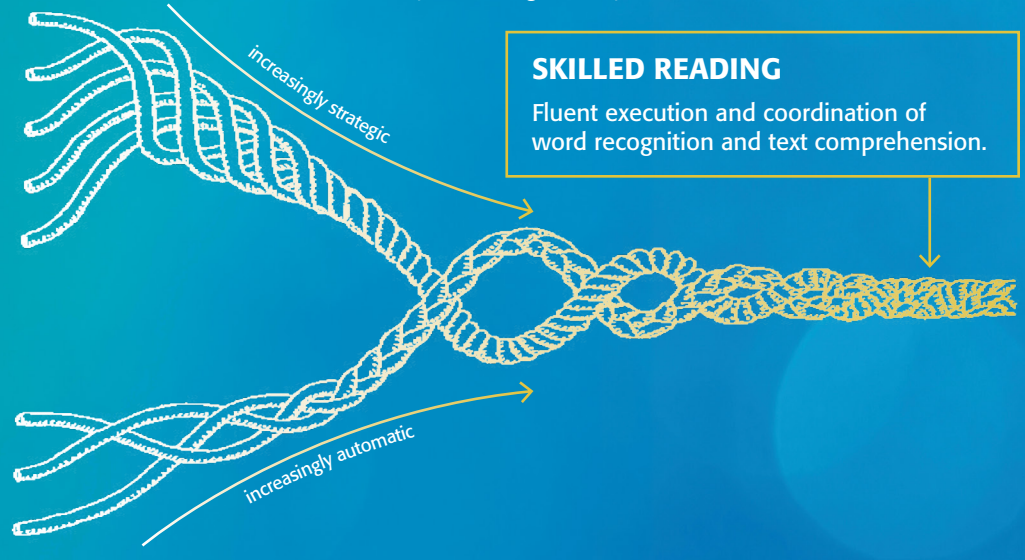 increasingly strategic
SKILLED READING
Fluent execution and coordination of
word recognition and text comprehension.
increasingly automatic